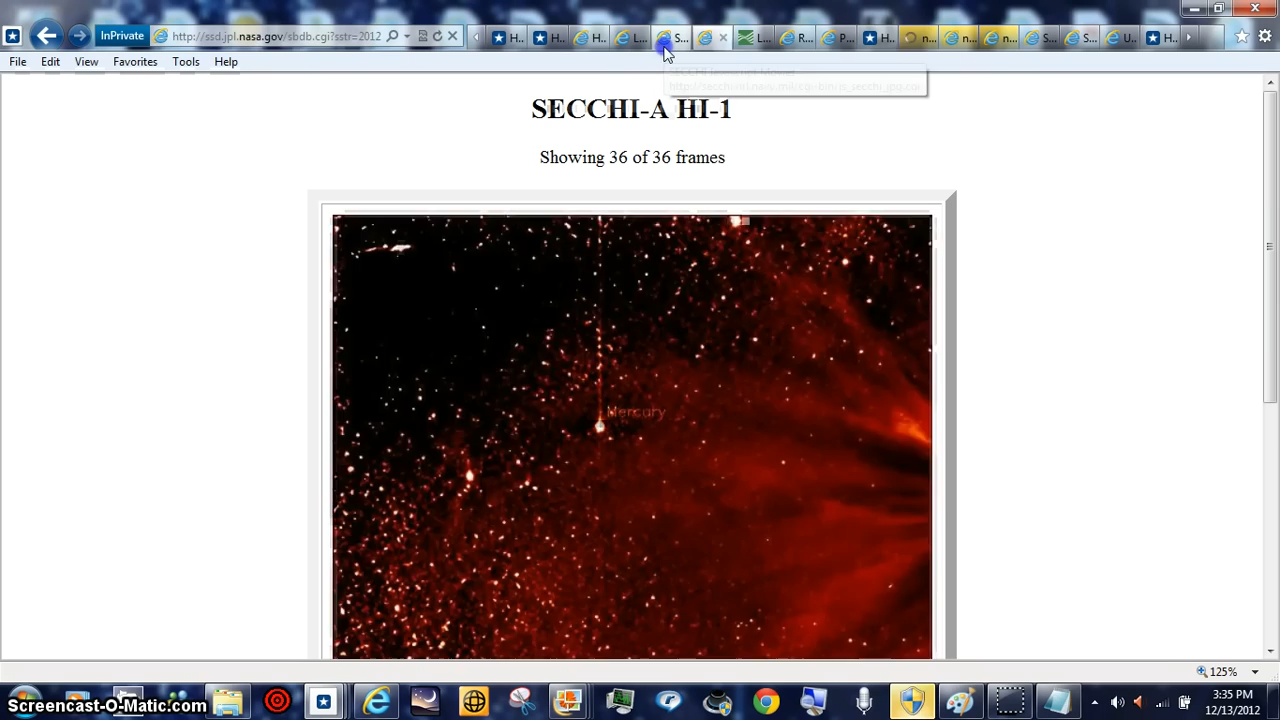 InPrivate
http://ssd.jpl.nasa.gov/sbdb.cgi?sstr=2012
H..
H..
H..
L..
S...
L..
R..
P..
H..
n..
n..
n..
S..
S..
U..
H..
File Edit View Favorites Tools Help
SECCHI-A HI-1
Showing 36 of 36 frames
Mercury
125%
Screencast-O-Matic.com
3:35 PM
12/13/2012